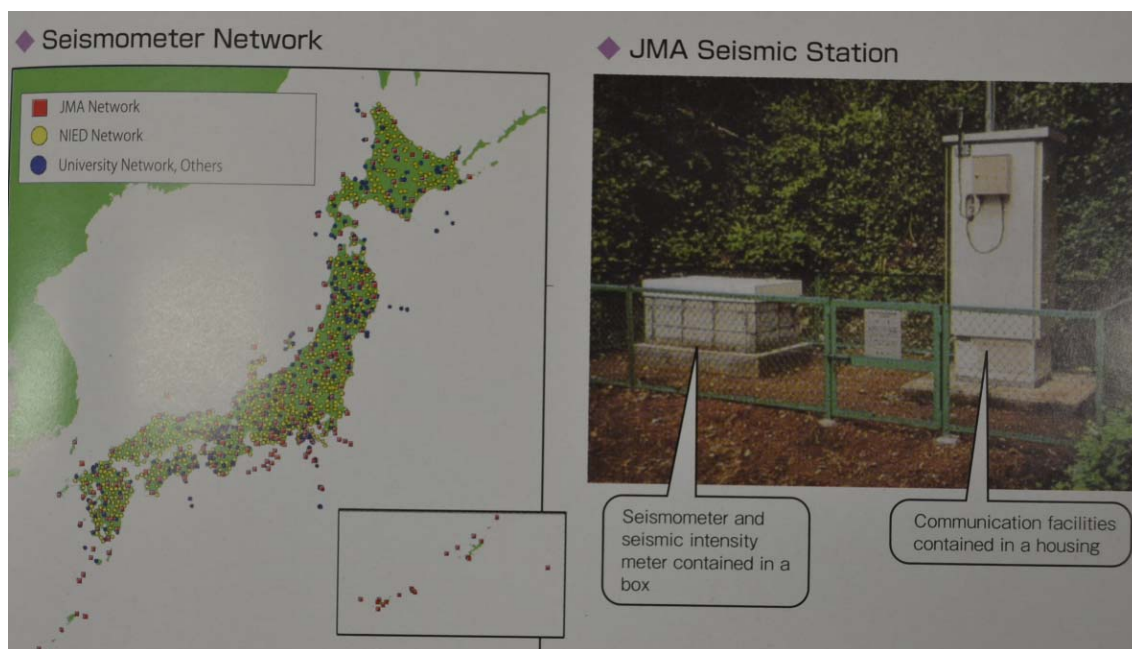 Seismometer Network
JMA Network
NIED Network
University Network, Others
JMA Seismic Station
Seismometer and
seismic intensity
meter contained in a
box
Communication facilities
contained in a housing